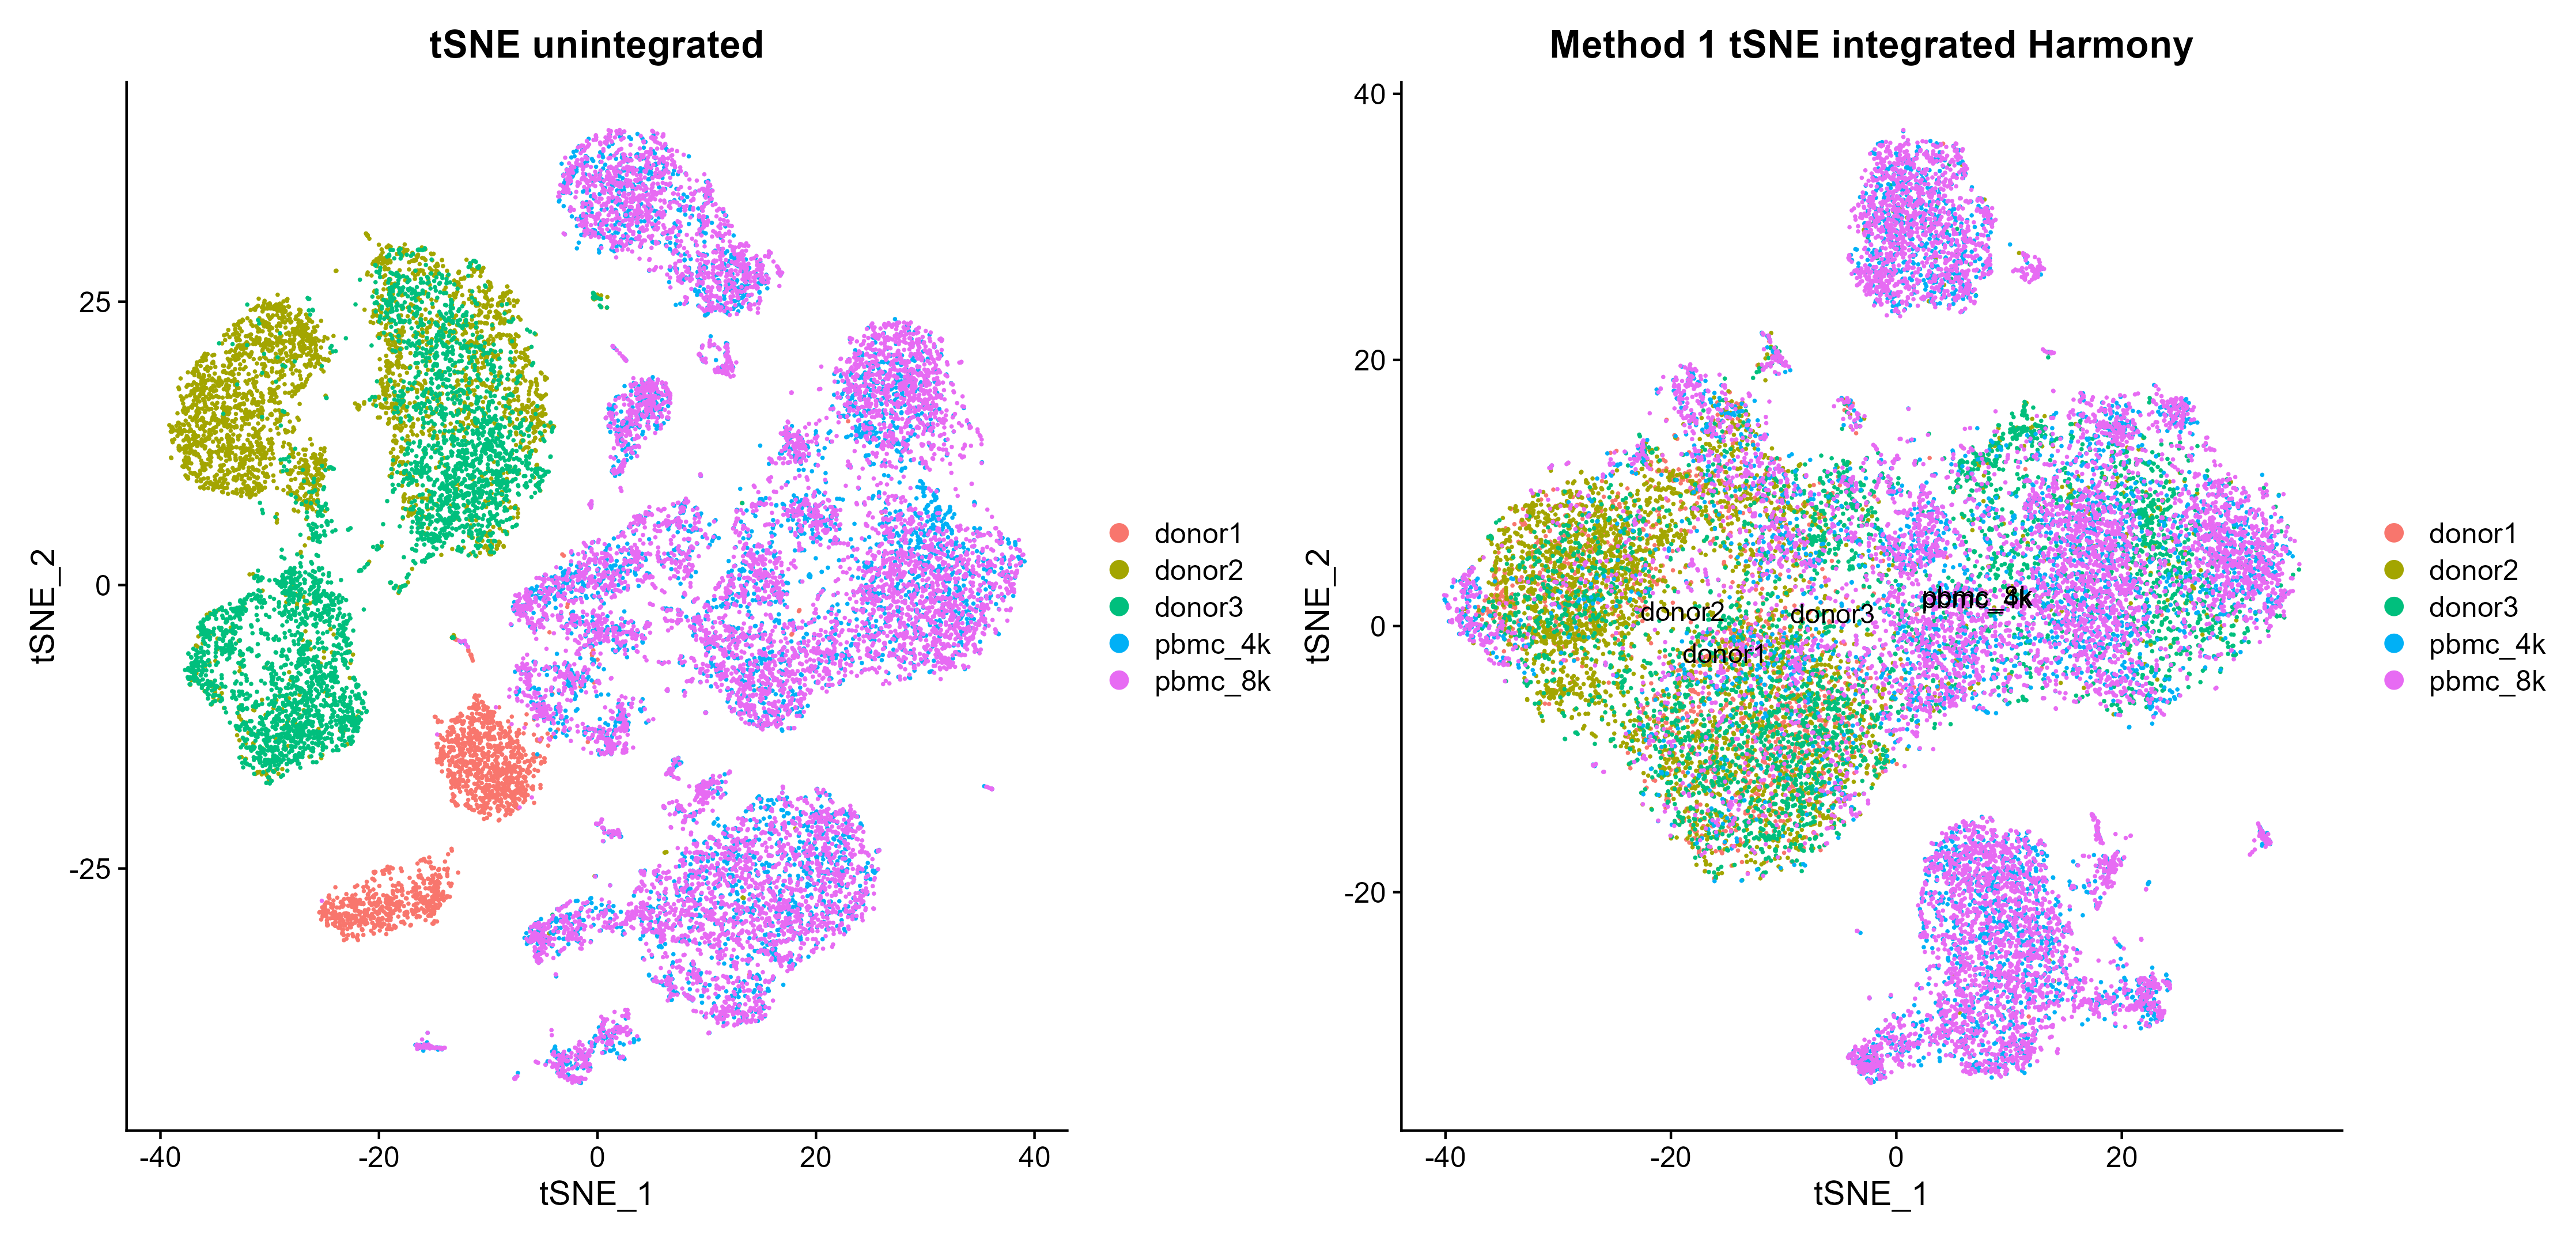 tSNE unintegrated
25
0
-25
-40
-20
0
20
40
tSNE_1
tSNE_2
donor1
donor2
donor3
pbmc_4k
pbmc_8k
Method 1 tSNE integrated Harmony
40
20
0
-20
-40
-20
0
20
tSNE_1
tSNE_2
donor2
donor3
donor1
pbmc_8k
pbmc_4k
donor1
donor2
donor3
pbmc_4k
pbmc_8k